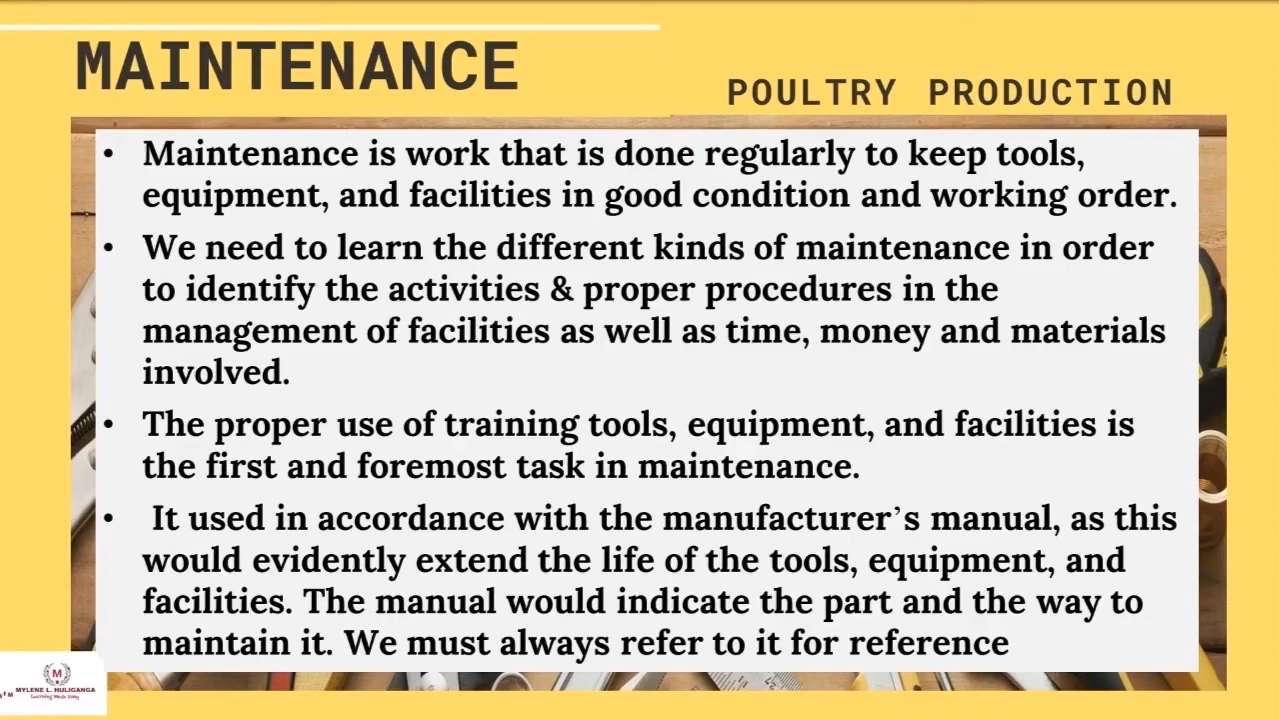 MAINTENANCE
POULTRY PRODUCTION
• Maintenance is work that is done regularly to keep tools,
equipment, and facilities in good condition and working order.
• We need to learn the different kinds of maintenance in order
to identify the activities & proper procedures in the
management of facilities as well as time, money and materials
involved.
• The proper use of training tools, equipment, and facilities is
the first and foremost task in maintenance.
• It used in accordance with the manufacturer's manual, as this
would evidently extend the life of the tools, equipment, and
facilities. The manual would indicate the part and the way to
maintain it. We must always refer to it for reference
M
MYLENE L. HULIGANGA
Learning Made Easy